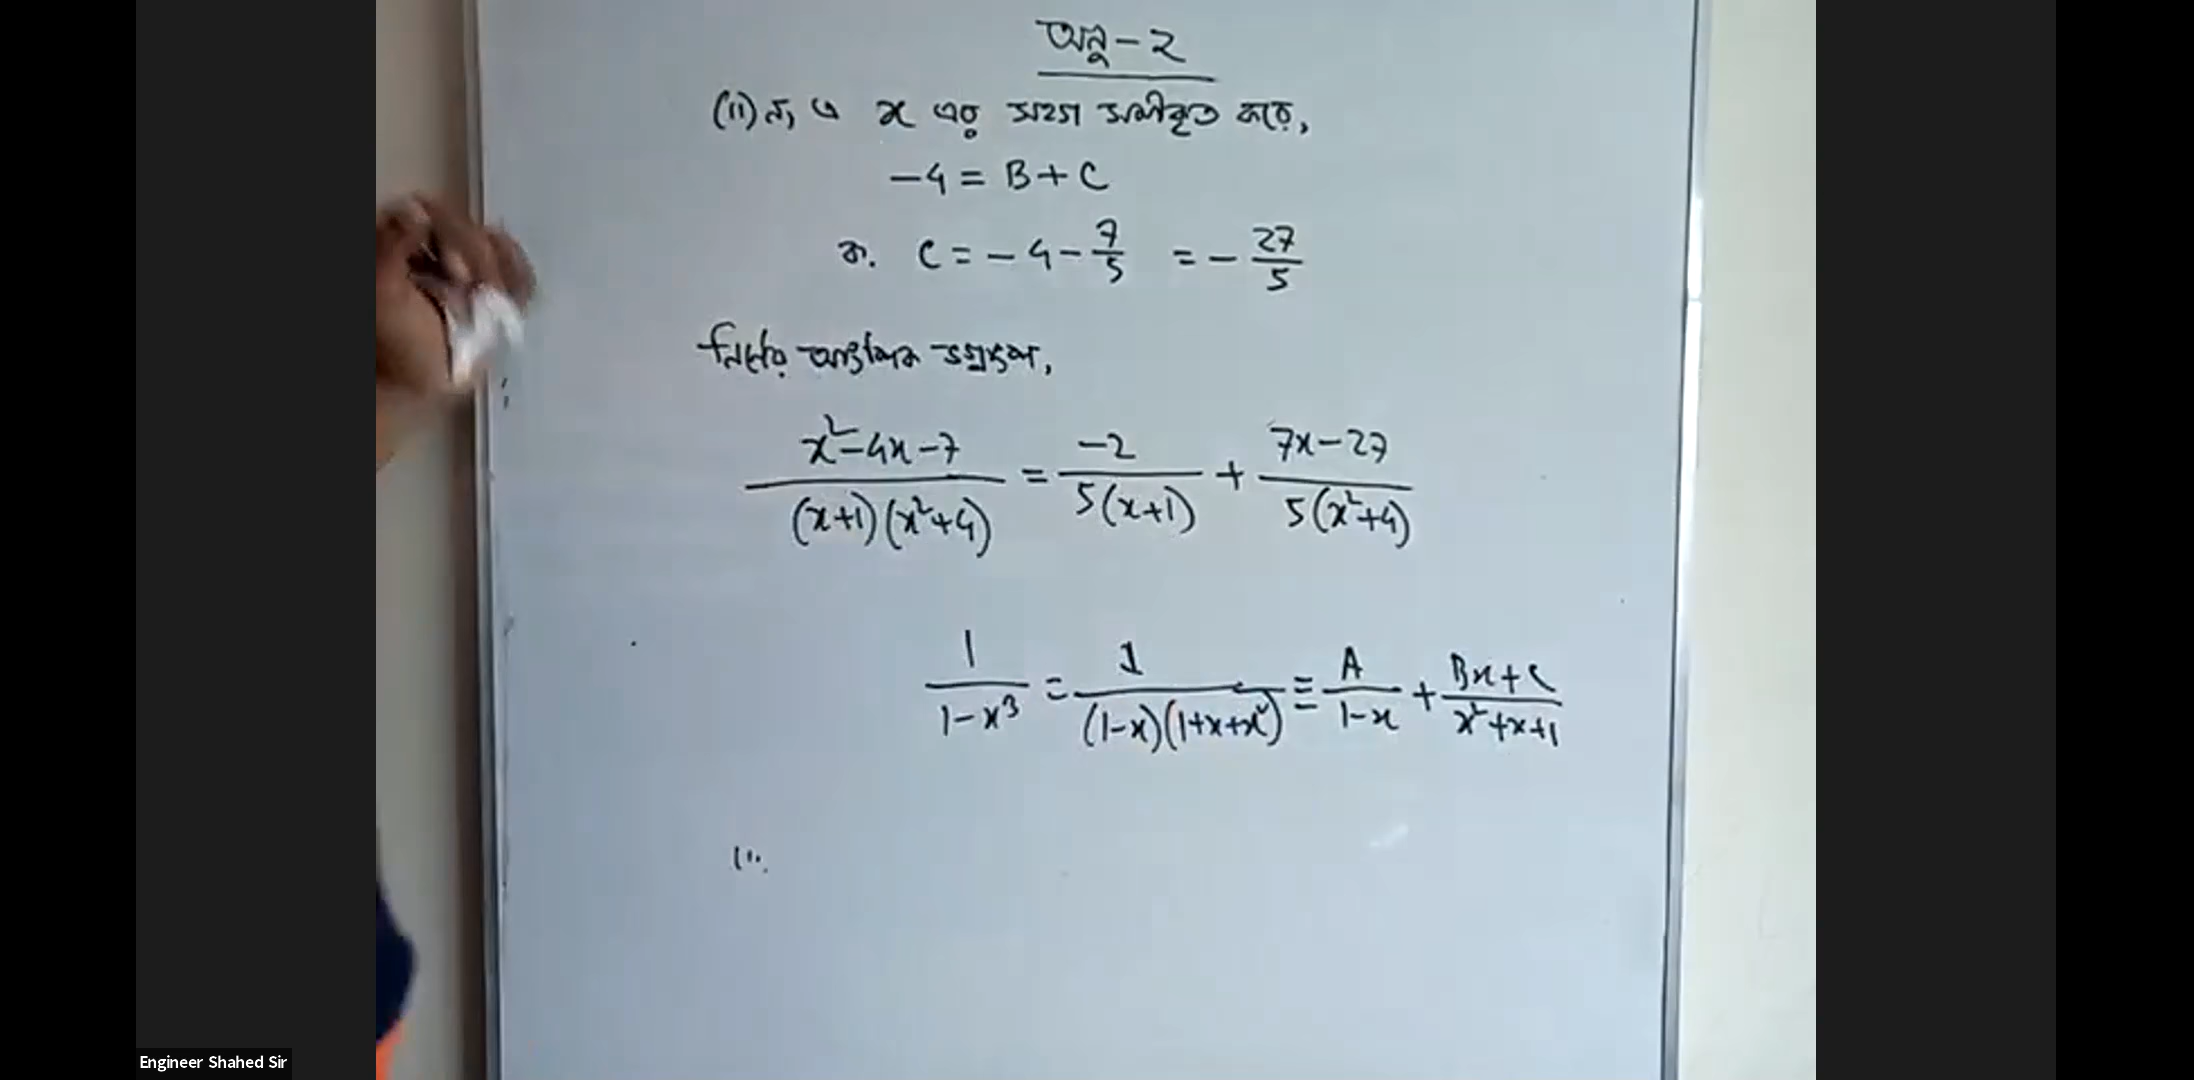 অনু-2
(ii) নং এ x এর সহগ সমীকৃত করে,
-4 = B + C
বা. C = -4 - 7/5 = - 27/5
নির্ণেয় আংশিক ভগ্নাংশ,
x²-4x-7 / (x+1)(x²+4) = -2 / 5(x+1) + 7x-27 / 5(x²+4)
1 / 1-x³ = 1 / (1-x)(1+x+x²) ≡ A / 1-x + Bx+C / x²+x+1
Engineer Shahed Sir